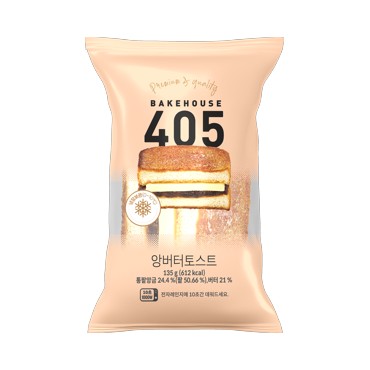 Premium & quality
BAKEHOUSE
405
앙버터토스트
135 g (612 kcal)
통팥앙금 24.4 %(팥 50.66 %),버터 21 %
전자레인지에 10초간 데워드세요.